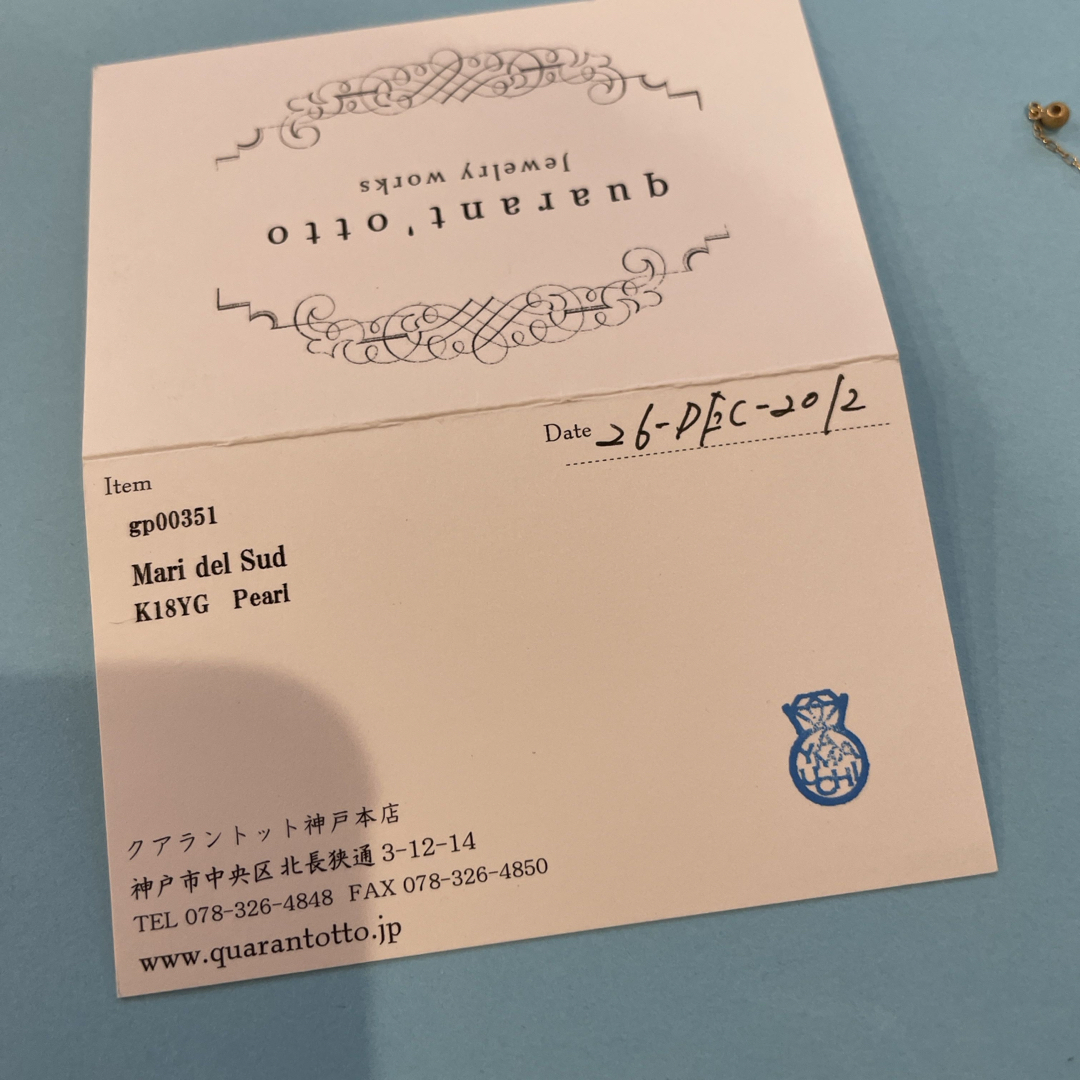 quarant'otto
Jewelry works
Date 26-DEC-2012
Item
gp00351
Mari del Sud
K18YG Pearl
UCHI
クアラントット神戸本店
神戸市中央区北長狭通3-12-14
TEL 078-326-4848 FAX 078-326-4850
www.quarantotto.jp